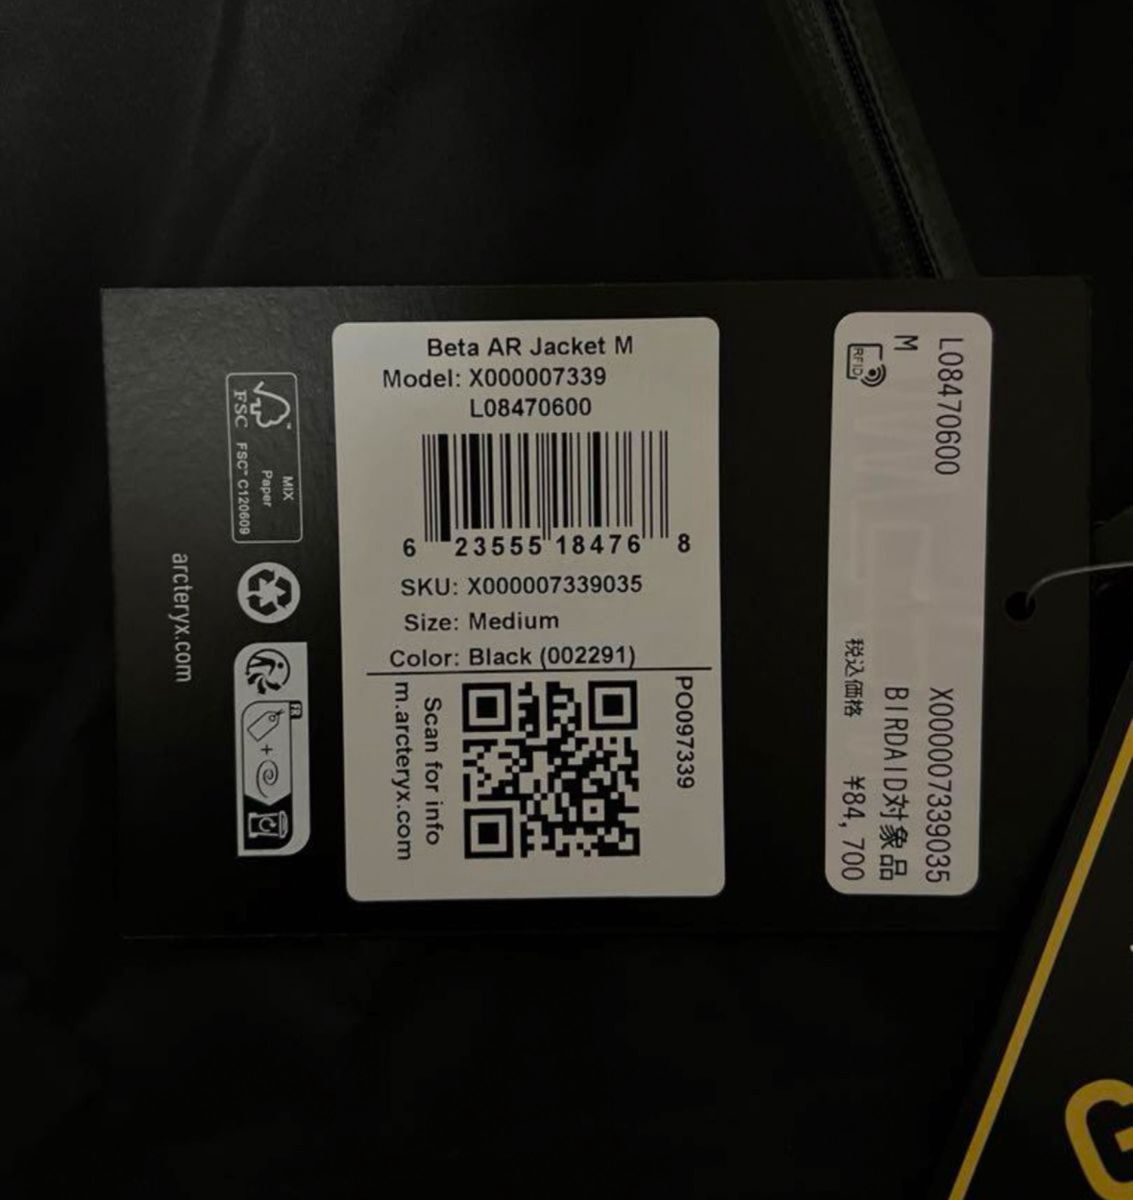 Beta AR Jacket M
Model: X000007339
L08470600
6 23555 18476 8
SKU: X000007339035
Size: Medium
Color: Black (002291)
PO097339
Scan for info
m.arcteryx.com
L08470600
X000007339035
M
BIRDAID対象品
RFID
税込価格 ¥84,700
MIX
Paper
FSC™ C120609
FSC
FR
arcteryx.com
G